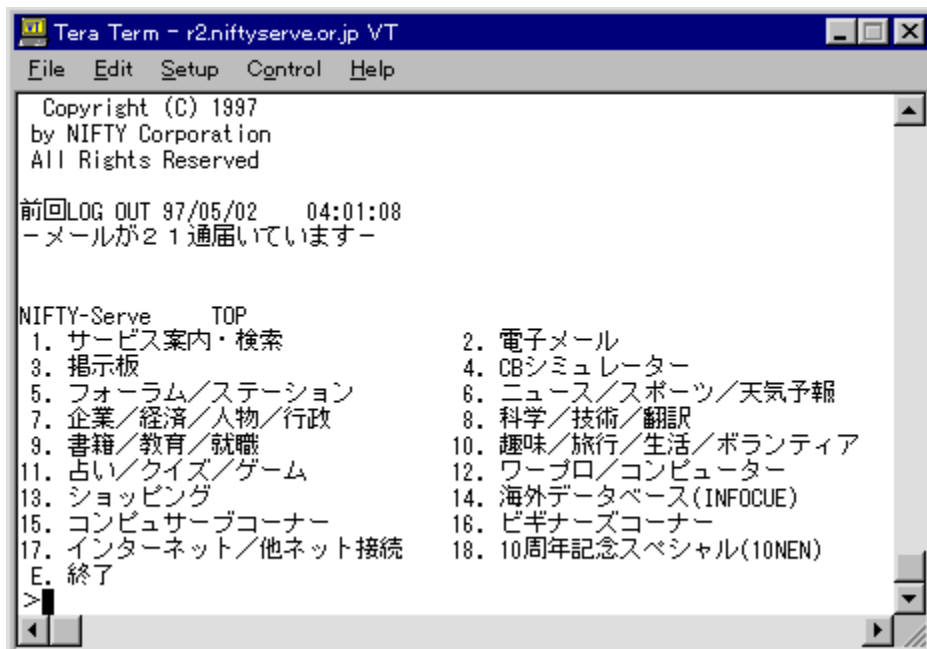 Tera Term - r2.niftyserve.or.jp VT
File Edit Setup Control Help
Copyright (C) 1997
by NIFTY Corporation
All Rights Reserved
前回LOG OUT 97/05/02 04:01:08
－メールが２１通届いています－
NIFTY-Serve TOP
1. サービス案内・検索 2. 電子メール
3. 掲示板 4. CBシミュレーター
5. フォーラム／ステーション 6. ニュース／スポーツ／天気予報
7. 企業／経済／人物／行政 8. 科学／技術／翻訳
9. 書籍／教育／就職 10. 趣味／旅行／生活／ボランティア
11. 占い／クイズ／ゲーム 12. ワープロ／コンピューター
13. ショッピング 14. 海外データベース(INFOCUE)
15. コンピュサーブコーナー 16. ビギナーズコーナー
17. インターネット／他ネット接続 18. 10周年記念スペシャル(10NEN)
E. 終了
>